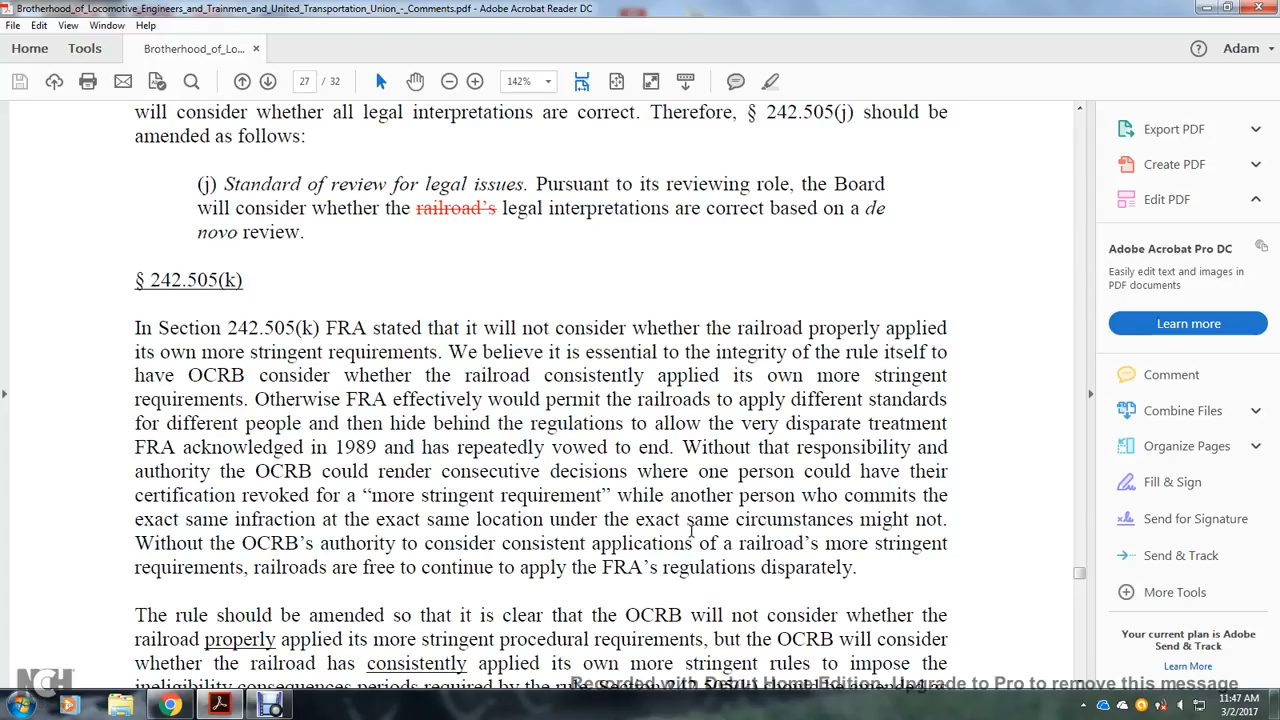 Brotherhood_of_Locomotive_Engineers_and_Trainmen_and_United_Transportation_Union_-_Comments.pdf - Adobe Acrobat Reader DC
File Edit View Window Help
Home Tools Brotherhood_of_Lo... × Adam
27 / 32 142%
will consider whether all legal interpretations are correct. Therefore, § 242.505(j) should be
amended as follows:
(j) Standard of review for legal issues. Pursuant to its reviewing role, the Board
will consider whether the railroad's legal interpretations are correct based on a de
novo review.
§ 242.505(k)
In Section 242.505(k) FRA stated that it will not consider whether the railroad properly applied
its own more stringent requirements. We believe it is essential to the integrity of the rule itself to
have OCRB consider whether the railroad consistently applied its own more stringent
requirements. Otherwise FRA effectively would permit the railroads to apply different standards
for different people and then hide behind the regulations to allow the very disparate treatment
FRA acknowledged in 1989 and has repeatedly vowed to end. Without that responsibility and
authority the OCRB could render consecutive decisions where one person could have their
certification revoked for a “more stringent requirement” while another person who commits the
exact same infraction at the exact same location under the exact same circumstances might not.
Without the OCRB’s authority to consider consistent applications of a railroad’s more stringent
requirements, railroads are free to continue to apply the FRA’s regulations disparately.
The rule should be amended so that it is clear that the OCRB will not consider whether the
railroad properly applied its more stringent procedural requirements, but the OCRB will consider
whether the railroad has consistently applied its own more stringent rules to impose the
Export PDF
Create PDF
Edit PDF
Adobe Acrobat Pro DC
Easily edit text and images in
PDF documents
Learn more
Comment
Combine Files
Organize Pages
Fill & Sign
Send for Signature
Send & Track
More Tools
Your current plan is Adobe
Send & Track
Learn More
NCH
Recorded with Debut Home Edition. Upgrade to Pro to remove this message
11:47 AM
3/2/2017